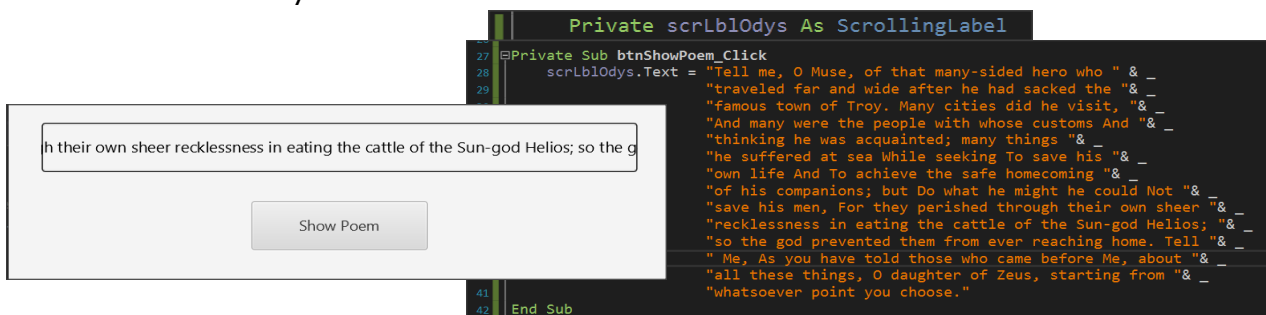 Private scrLblOdys As ScrollingLabel
27 Private Sub btnShowPoem_Click
28 scrLblOdys.Text = "Tell me, O Muse, of that many-sided hero who " & _
29 "traveled far and wide after he had sacked the "& _
"famous town of Troy. Many cities did he visit, "& _
"And many were the people with whose customs And "& _
"thinking he was acquainted; many things "& _
"he suffered at sea While seeking To save his "& _
"own life And To achieve the safe homecoming "& _
"of his companions; but Do what he might he could Not "& _
"save his men, For they perished through their own sheer "& _
"recklessness in eating the cattle of the Sun-god Helios; "& _
"so the god prevented them from ever reaching home. Tell "& _
" Me, As you have told those who came before Me, about "& _
"all these things, O daughter of Zeus, starting from "& _
41 "whatsoever point you choose."
42 End Sub
h their own sheer recklessness in eating the cattle of the Sun-god Helios; so the g
Show Poem